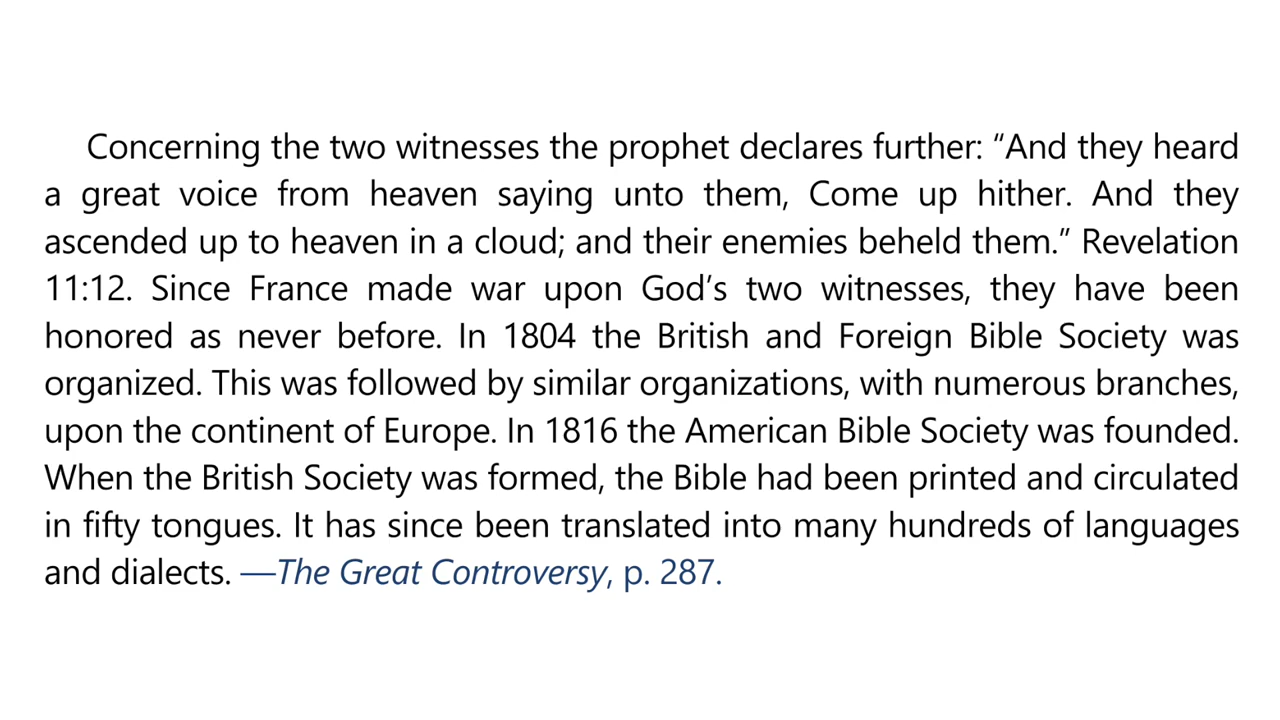 Concerning the two witnesses the prophet declares further: “And they heard
a great voice from heaven saying unto them, Come up hither. And they
ascended up to heaven in a cloud; and their enemies beheld them.” Revelation
11:12. Since France made war upon God’s two witnesses, they have been
honored as never before. In 1804 the British and Foreign Bible Society was
organized. This was followed by similar organizations, with numerous branches,
upon the continent of Europe. In 1816 the American Bible Society was founded.
When the British Society was formed, the Bible had been printed and circulated
in fifty tongues. It has since been translated into many hundreds of languages
and dialects. —The Great Controversy, p. 287.